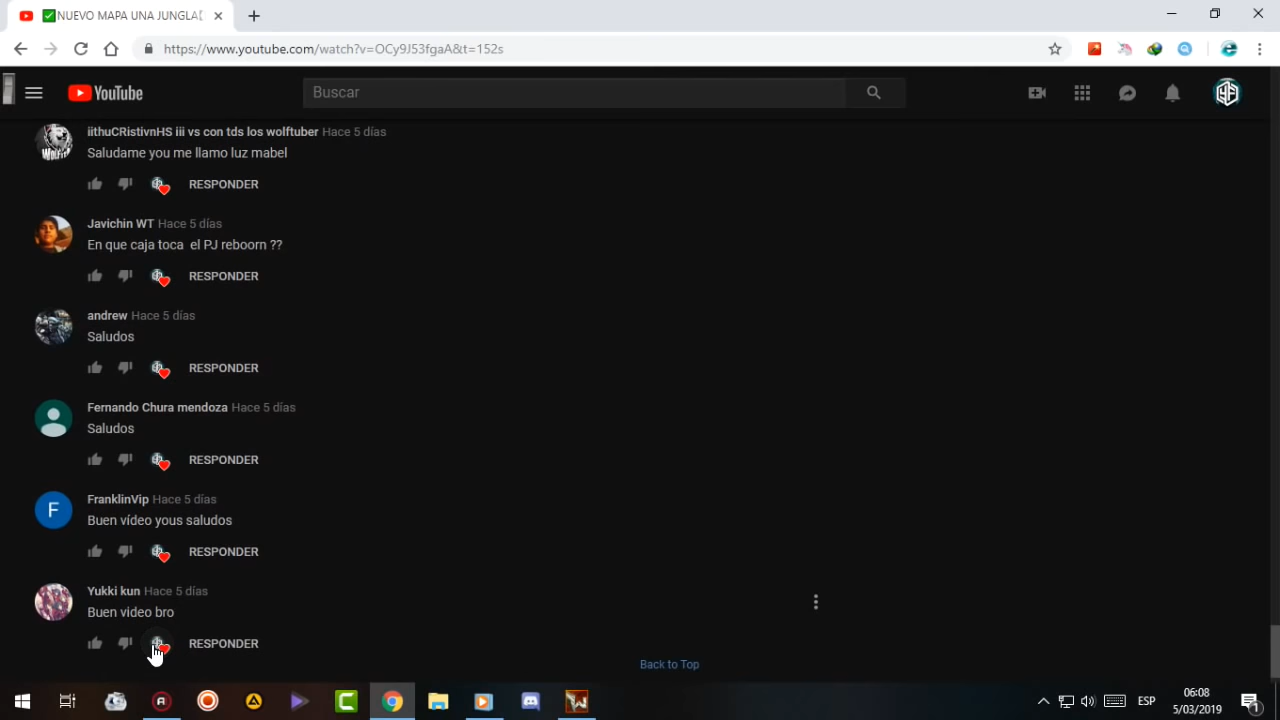 NUEVO MAPA UNA JUNGLA
https://www.youtube.com/watch?v=OCy9J53fgaA&t=152s
YouTube
Buscar
iithuCRistivnHS iii vs con tds los wolftuber Hace 5 días
Saludame you me llamo luz mabel
RESPONDER
Javichin WT Hace 5 días
En que caja toca el PJ reboorn ??
RESPONDER
andrew Hace 5 días
Saludos
RESPONDER
Fernando Chura mendoza Hace 5 días
Saludos
RESPONDER
F
FranklinVip Hace 5 días
Buen vídeo yous saludos
RESPONDER
Yukki kun Hace 5 días
Buen video bro
RESPONDER
Back to Top
ESP
06:08
5/03/2019
1